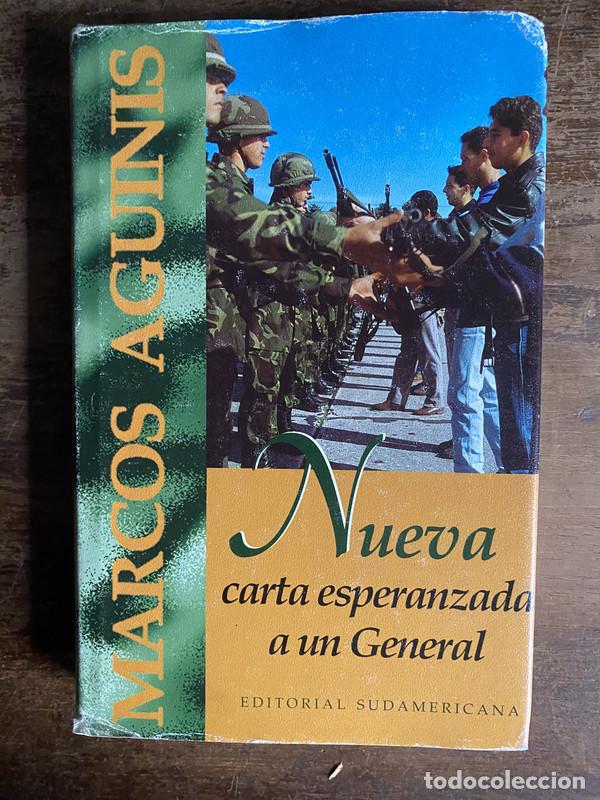 MARCOS AGUINIS
Nueva
carta esperanzada
a un General
EDITORIAL SUDAMERICANA
todocoleccion